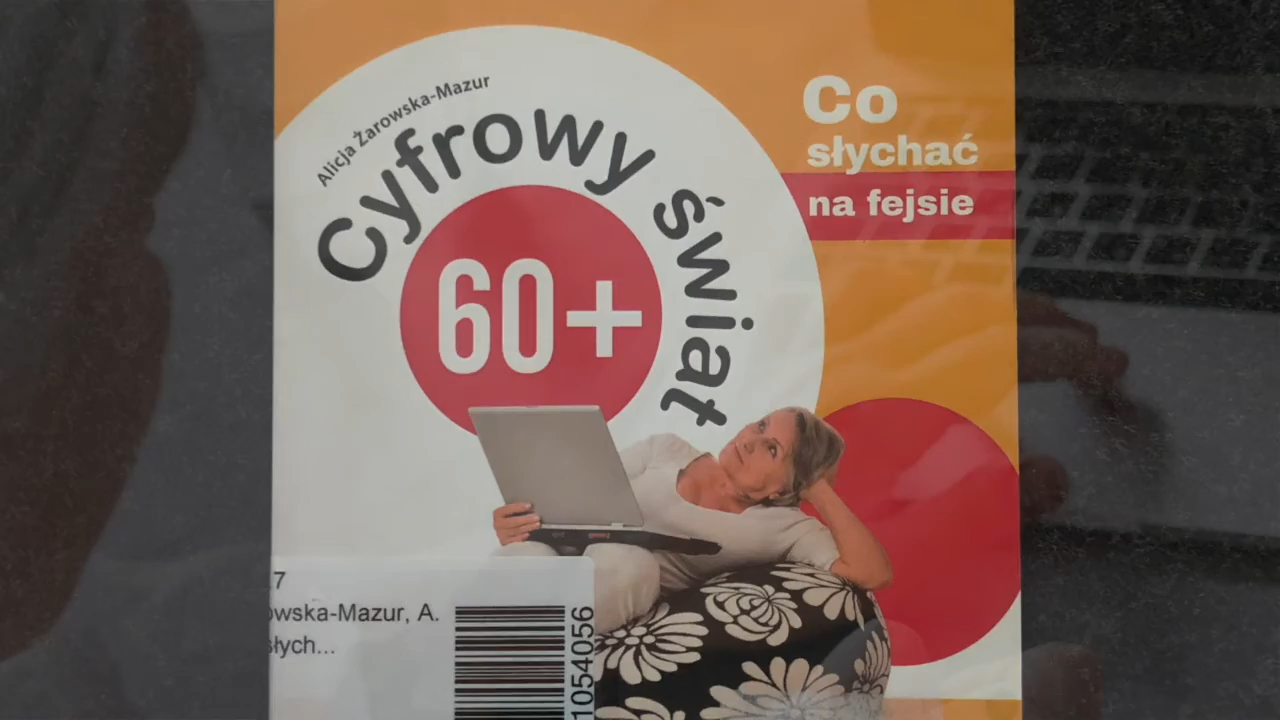 Alicja Żarowska-Mazur
Cyfrowy świat
60+
Co
słychać
na fejsie
7
owska-Mazur, A.
słych...
1054056